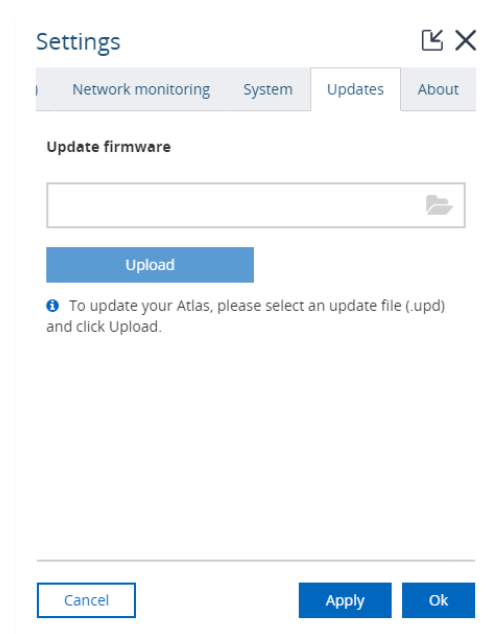 Settings
) Network monitoring System Updates About
Update firmware
Upload
To update your Atlas, please select an update file (.upd)
and click Upload.
Cancel Apply Ok